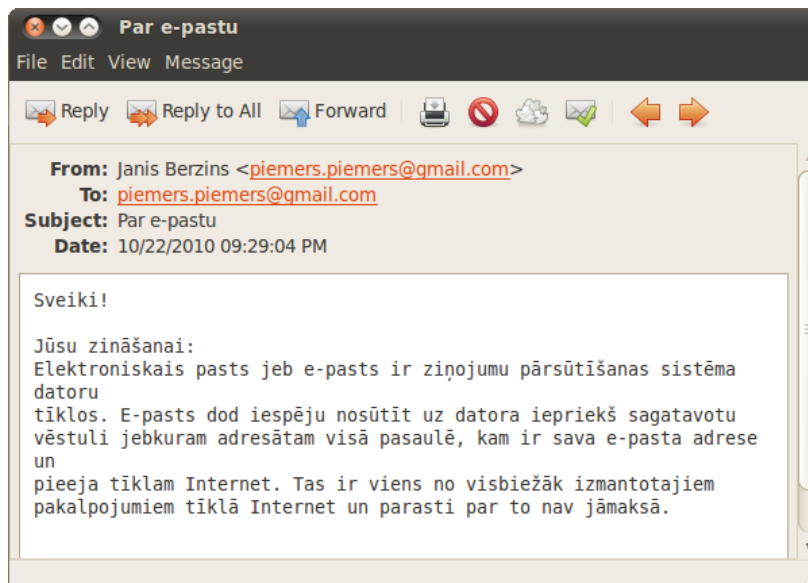 Par e-pastu
File Edit View Message
Reply Reply to All Forward
From: Janis Berzins <piemers.piemers@gmail.com>
To: piemers.piemers@gmail.com
Subject: Par e-pastu
Date: 10/22/2010 09:29:04 PM
Sveiki!
Jūsu zināšanai:
Elektroniskais pasts jeb e-pasts ir ziņojumu pārsūtīšanas sistēma
datoru
tīklos. E-pasts dod iespēju nosūtīt uz datora iepriekš sagatavotu
vēstuli jebkuram adresātam visā pasaulē, kam ir sava e-pasta adrese
un
pieeja tīklam Internet. Tas ir viens no visbiežāk izmantotajiem
pakalpojumiem tīklā Internet un parasti par to nav jāmaksā.